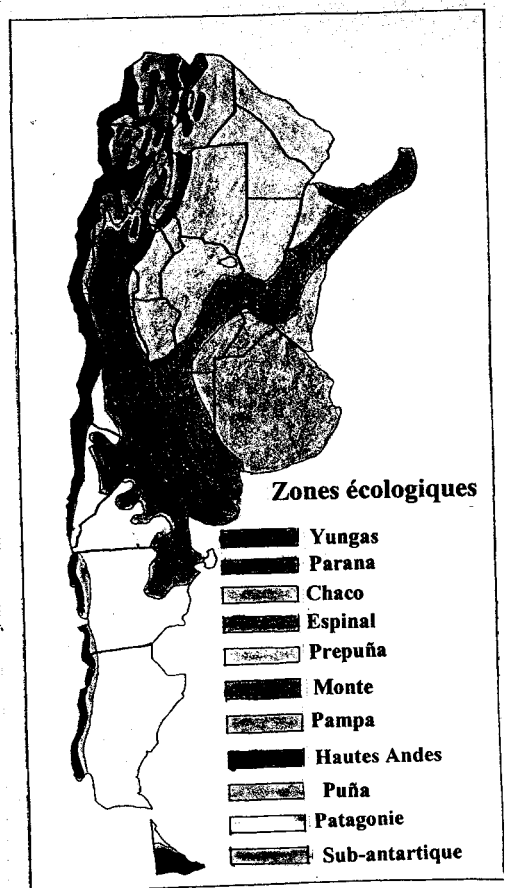 Zones écologiques
Yungas
Parana
Chaco
Espinal
Prepuña
Monte
Pampa
Hautes Andes
Puña
Patagonie
Sub-antartique